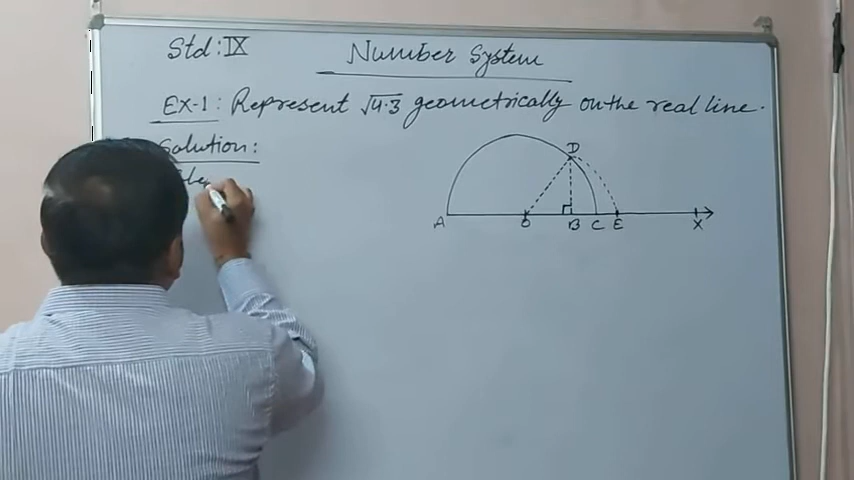 Std: IX
Number System
Ex-1: Represent √4.3 geometrically on the real line.
Solution:
D
A O B C E X